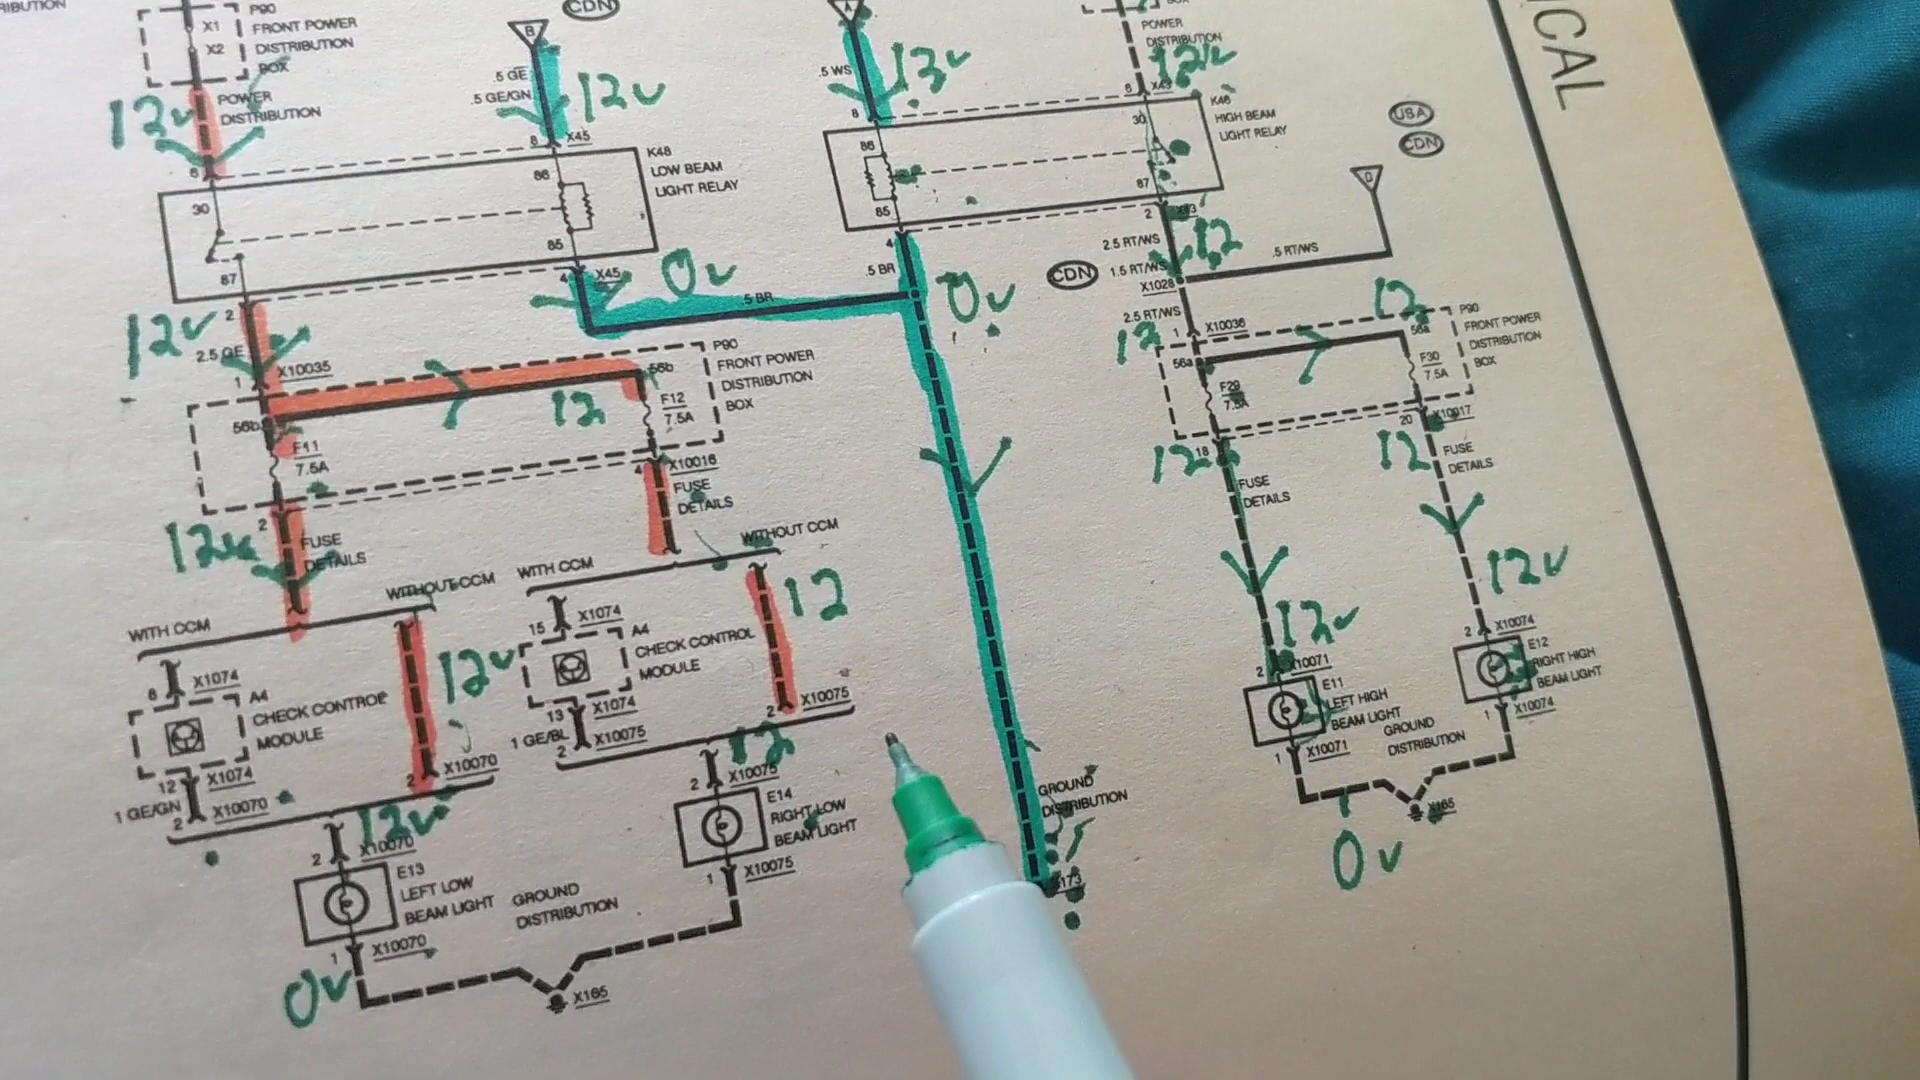 RIBUTION
P90
FRONT POWER
DISTRIBUTION
BOX
X1
X2
POWER
DISTRIBUTION
12v
6
B
CDN
.5 GE
.5 GE/GN
12v
8
X45
K48
LOW BEAM
LIGHT RELAY
30
86
85
87
4
X45
0v
.5 BR
2
12v
2.5 GE
1
X10035
56b
F11
7.5A
12
56b
F12
7.5A
P90
FRONT POWER
DISTRIBUTION
BOX
4
X10016
FUSE
DETAILS
2
FUSE
DETAILS
WITH CCM
WITHOUT CCM
WITH CCM
WITHOUT CCM
8
X1074
A4
CHECK CONTROL
MODULE
12
X1074
1 GE/GN
2
X10070
12v
2
X10070
15
X1074
A4
CHECK CONTROL
MODULE
13
X1074
1 GE/BL
2
X10075
12
2
X10075
12v
2
X10070
E13
LEFT LOW
BEAM LIGHT
1
X10070
0v
12
2
X10075
E14
RIGHT LOW
BEAM LIGHT
1
X10075
GROUND
DISTRIBUTION
X165
.5 WS
8
POWER
DISTRIBUTION
6
X43
K46
HIGH BEAM
LIGHT RELAY
86
30
85
87
4
.5 BR
0v
GROUND
DISTRIBUTION
2
2.5 RT/WS
12
CDN
1.5 RT/WS
X1028
.5 RT/WS
D
USA
CDN
2.5 RT/WS
1
X10036
12
12
56a
F29
7.5A
56a
F30
7.5A
P90
FRONT POWER
DISTRIBUTION
BOX
18
20
X10017
12
FUSE
DETAILS
FUSE
DETAILS
12v
2
X10071
E11
LEFT HIGH
BEAM LIGHT
1
X10071
12v
2
X10074
E12
RIGHT HIGH
BEAM LIGHT
1
X10074
GROUND
DISTRIBUTION
X165
0v
ICAL